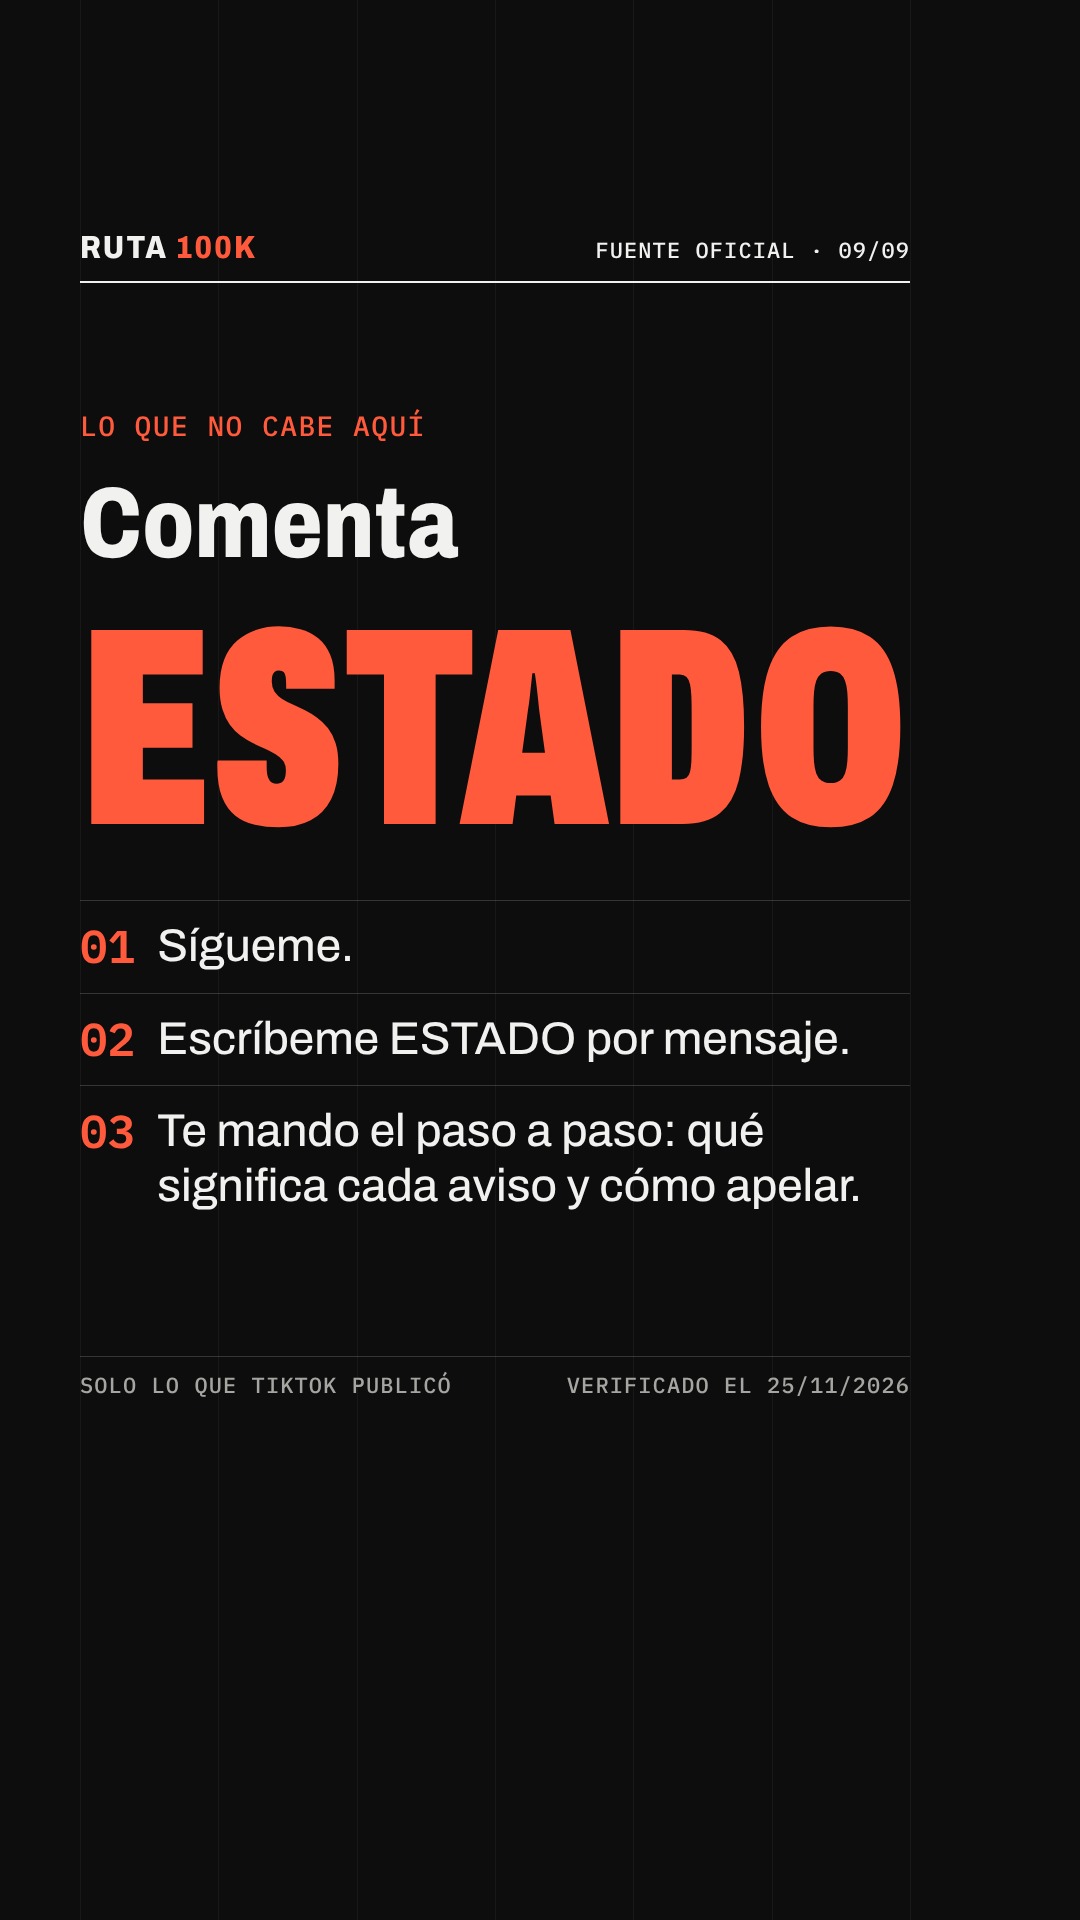 RUTA 100K
FUENTE OFICIAL · 09/09
LO QUE NO CABE AQUÍ
Comenta
ESTADO
01 Sígueme.
02 Escríbeme ESTADO por mensaje.
03 Te mando el paso a paso: qué
significa cada aviso y cómo apelar.
SOLO LO QUE TIKTOK PUBLICÓ
VERIFICADO EL 25/11/2026